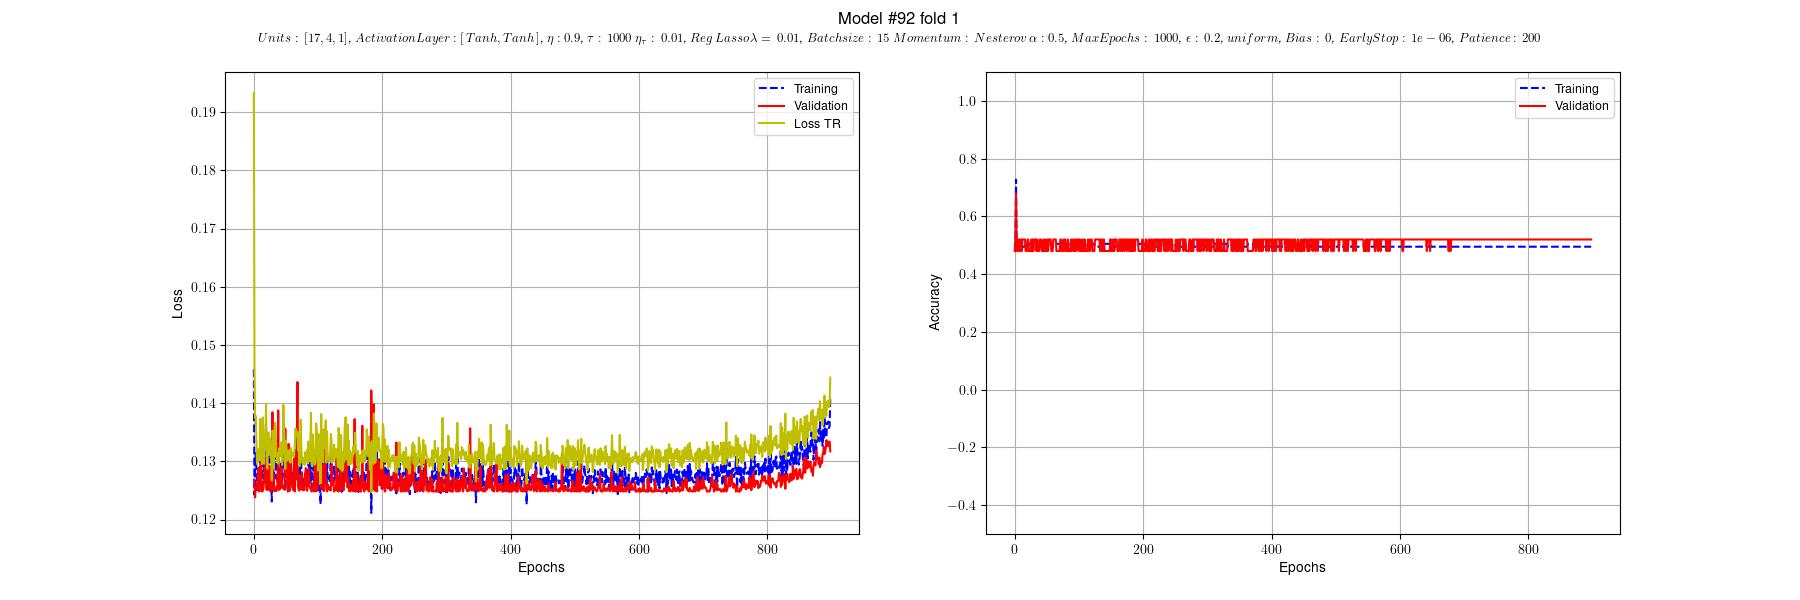 Model #92 fold 1
Units : [17, 4, 1], ActivationLayer : [Tanh, Tanh], η : 0.9, τ : 1000 ητ : 0.01, Reg Lassoλ = 0.01, Batchsize : 15 Momentum : Nesterov α : 0.5, MaxEpochs : 1000, ϵ : 0.2, uniform, Bias : 0, EarlyStop : 1e − 06, Patience : 200
Training
Validation
Loss TR
0.19
0.18
0.17
0.16
0.15
0.14
0.13
0.12
Loss
0 200 400 600 800
Epochs
Training
Validation
1.0
0.8
0.6
0.4
0.2
0.0
−0.2
−0.4
Accuracy
0 200 400 600 800
Epochs